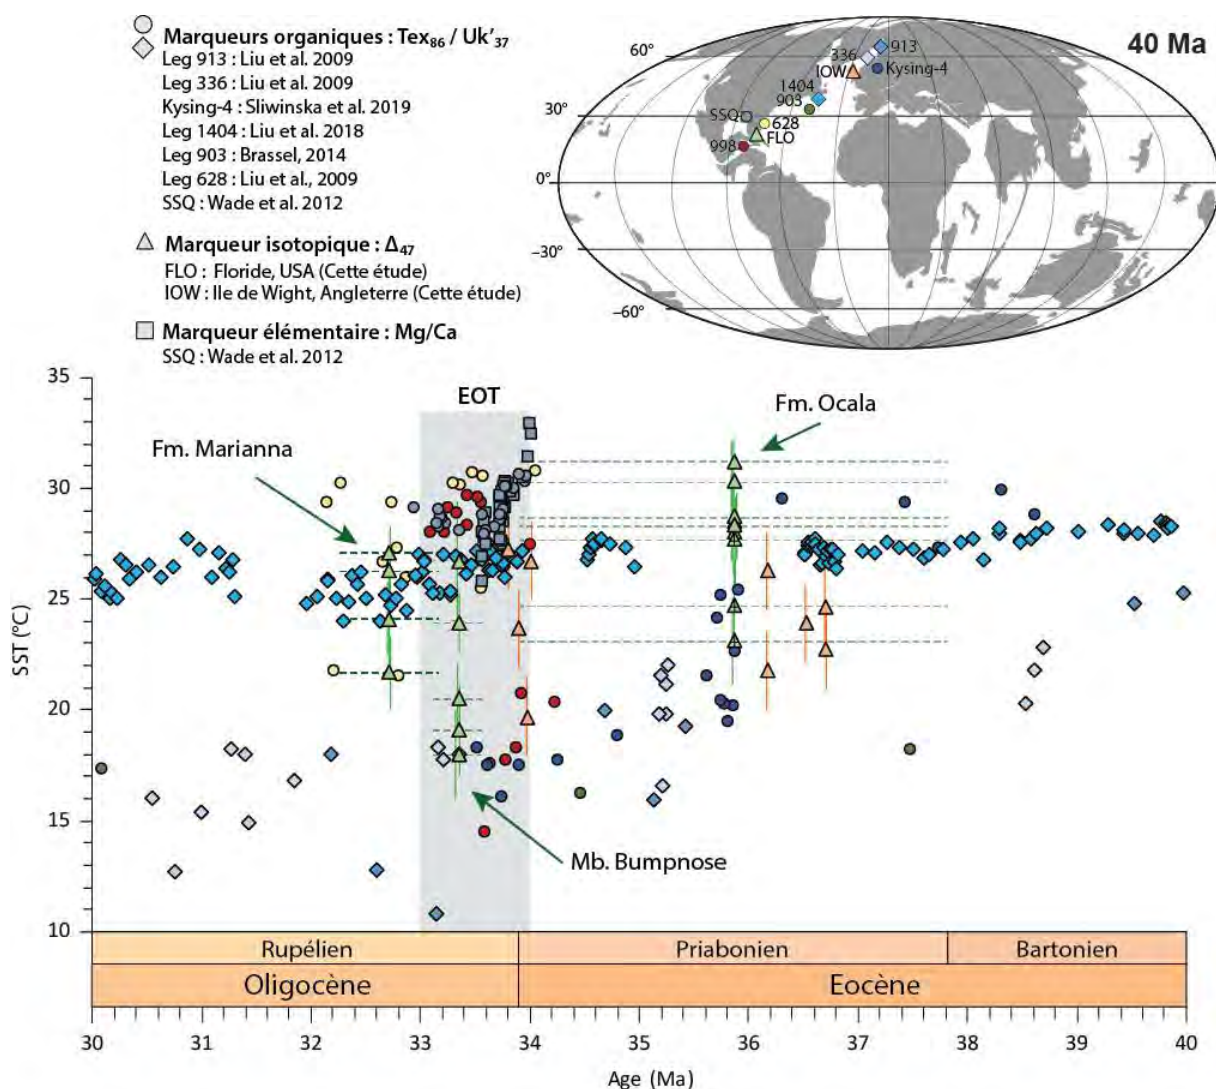 Marqueurs organiques : Tex₈₆ / Uk’₃₇
Leg 913 : Liu et al. 2009
Leg 336 : Liu et al. 2009
Kysing-4 : Sliwinska et al. 2019
Leg 1404 : Liu et al. 2018
Leg 903 : Brassel, 2014
Leg 628 : Liu et al., 2009
SSQ : Wade et al. 2012
Marqueur isotopique : Δ₄₇
FLO : Floride, USA (Cette étude)
IOW : Ile de Wight, Angleterre (Cette étude)
Marqueur élémentaire : Mg/Ca
SSQ : Wade et al. 2012
40 Ma
60°
30°
0°
−30°
−60°
336
913
IOW
Kysing-4
1404
903
SSQ
628
FLO
998
35
30
25
20
15
10
SST (°C)
EOT
Fm. Ocala
Fm. Marianna
Mb. Bumpnose
Rupélien
Priabonien
Bartonien
Oligocène
Eocène
30 31 32 33 34 35 36 37 38 39 40
Age (Ma)